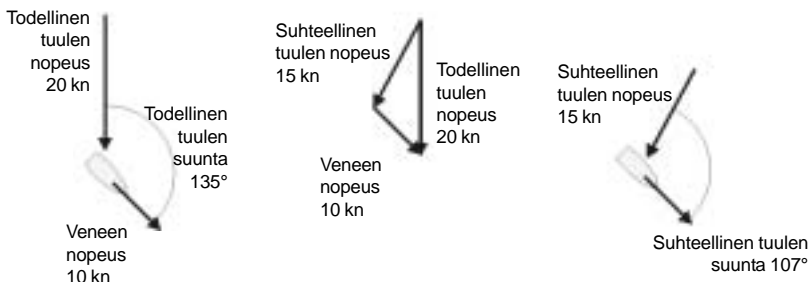 Todellinen
tuulen
nopeus
20 kn
Todellinen
tuulen
suunta
135°
Veneen
nopeus
10 kn
Suhteellinen
tuulen nopeus
15 kn
Todellinen
tuulen
nopeus
20 kn
Veneen
nopeus
10 kn
Suhteellinen
tuulen nopeus
15 kn
Suhteellinen tuulen
suunta 107°